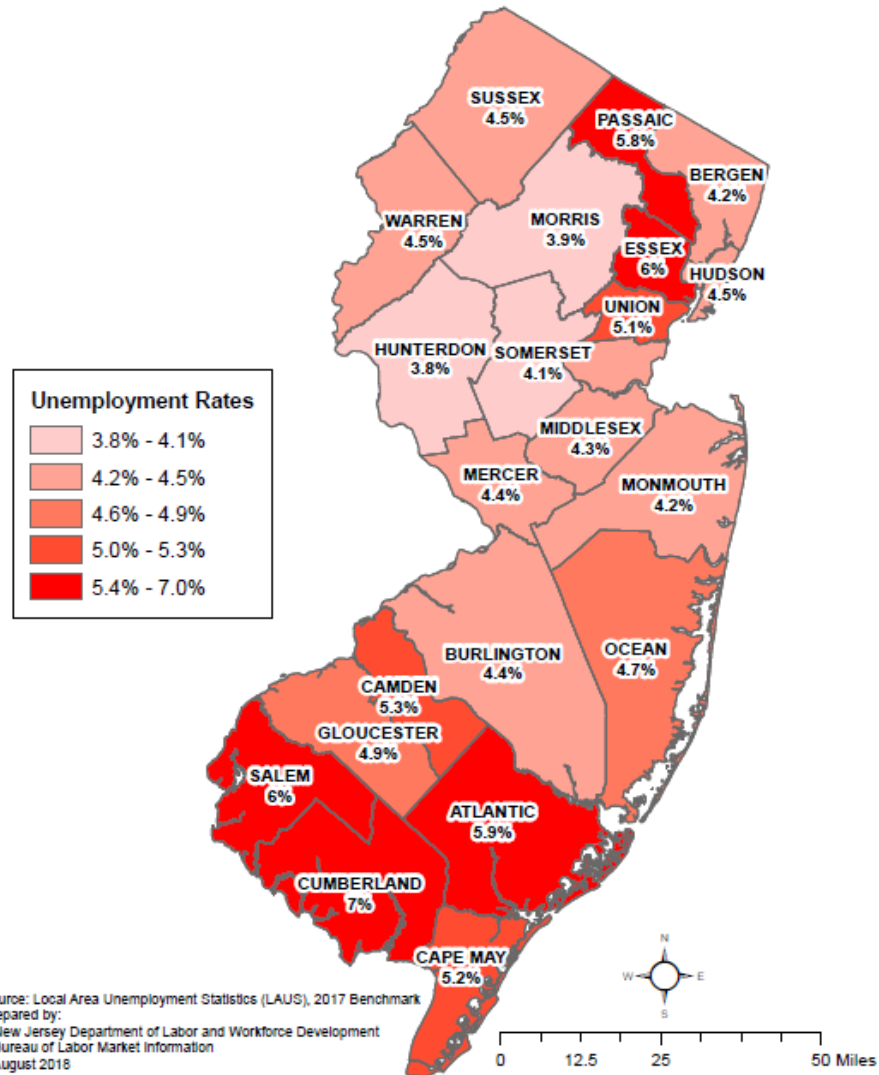 SUSSEX
4.5%
PASSAIC
5.8%
BERGEN
4.2%
WARREN
4.5%
MORRIS
3.9%
ESSEX
6%
HUDSON
4.5%
UNION
5.1%
HUNTERDON
3.8%
SOMERSET
4.1%
MIDDLESEX
4.3%
MERCER
4.4%
MONMOUTH
4.2%
Unemployment Rates
3.8% - 4.1%
4.2% - 4.5%
4.6% - 4.9%
5.0% - 5.3%
5.4% - 7.0%
BURLINGTON
4.4%
OCEAN
4.7%
CAMDEN
5.3%
GLOUCESTER
4.9%
SALEM
6%
ATLANTIC
5.9%
CUMBERLAND
7%
CAPE MAY
5.2%
N
W E
S
urce: Local Area Unemployment Statistics (LAUS), 2017 Benchmark
epared by:
New Jersey Department of Labor and Workforce Development
ureau of Labor Market Information
ugust 2018
0 12.5 25 50 Miles